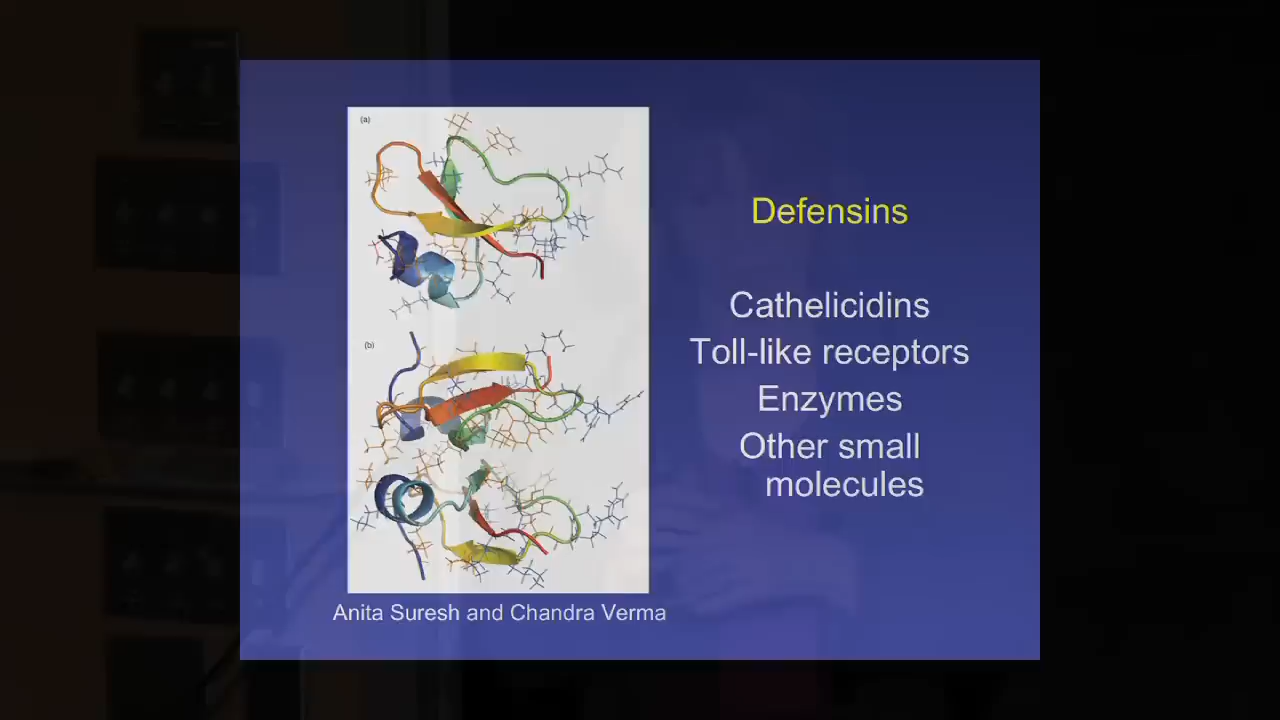 (a)
(b)
Defensins
Cathelicidins
Toll-like receptors
Enzymes
Other small
molecules
Anita Suresh and Chandra Verma